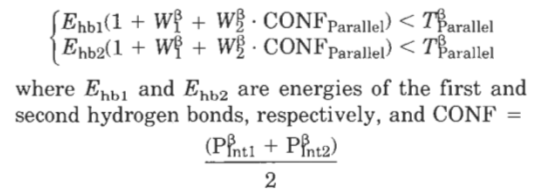 E_hb1(1 + W_1^β + W_2^β · CONF_Parallel) < T_Parallel^β
E_hb2(1 + W_1^β + W_2^β · CONF_Parallel) < T_Parallel^β
where E_hb1 and E_hb2 are energies of the first and
second hydrogen bonds, respectively, and CONF =
(P_Int1^β + P_Int2^β)
2